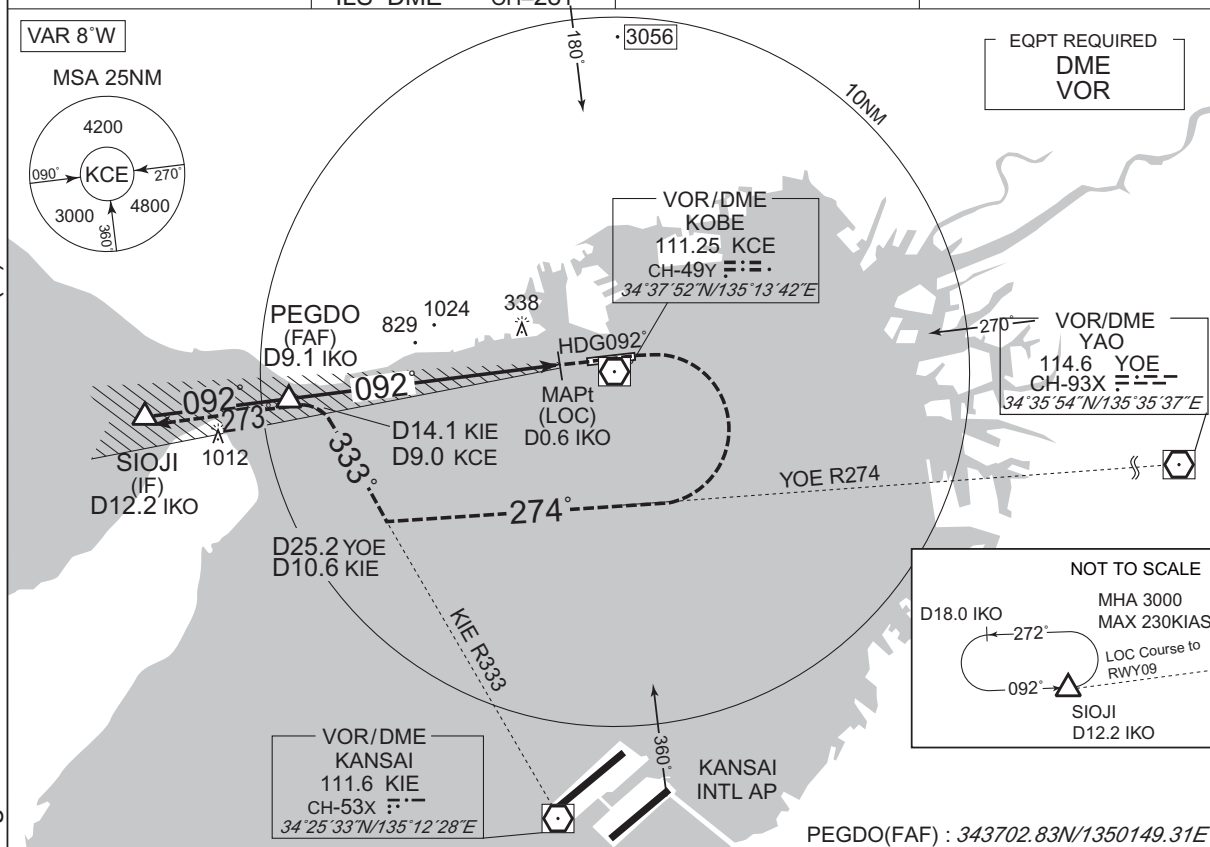 ILS-DME CH-28Y
VAR 8°W
MSA 25NM
4200
090°
KCE
270°
3000
4800
360°
180°
3056
10NM
EQPT REQUIRED
DME
VOR
VOR/DME
KOBE
111.25 KCE
CH-49Y
34°37´52˝N/135°13´42˝E
PEGDO
(FAF)
D9.1 IKO
829
1024
338
HDG092°
270°
VOR/DME
YAO
114.6 YOE
CH-93X
34°35´54˝N/135°35´37˝E
092°
092°
273°
MAPt
(LOC)
D0.6 IKO
1012
SIOJI
(IF)
D12.2 IKO
D14.1 KIE
D9.0 KCE
333°
274°
YOE R274
D25.2 YOE
D10.6 KIE
KIE R333
NOT TO SCALE
MHA 3000
MAX 230KIAS
D18.0 IKO
272°
092°
LOC Course to
RWY09
SIOJI
D12.2 IKO
VOR/DME
KANSAI
111.6 KIE
CH-53X
34°25´33˝N/135°12´28˝E
360°
KANSAI
INTL AP
PEGDO(FAF) : 343702.83N/1350149.31E